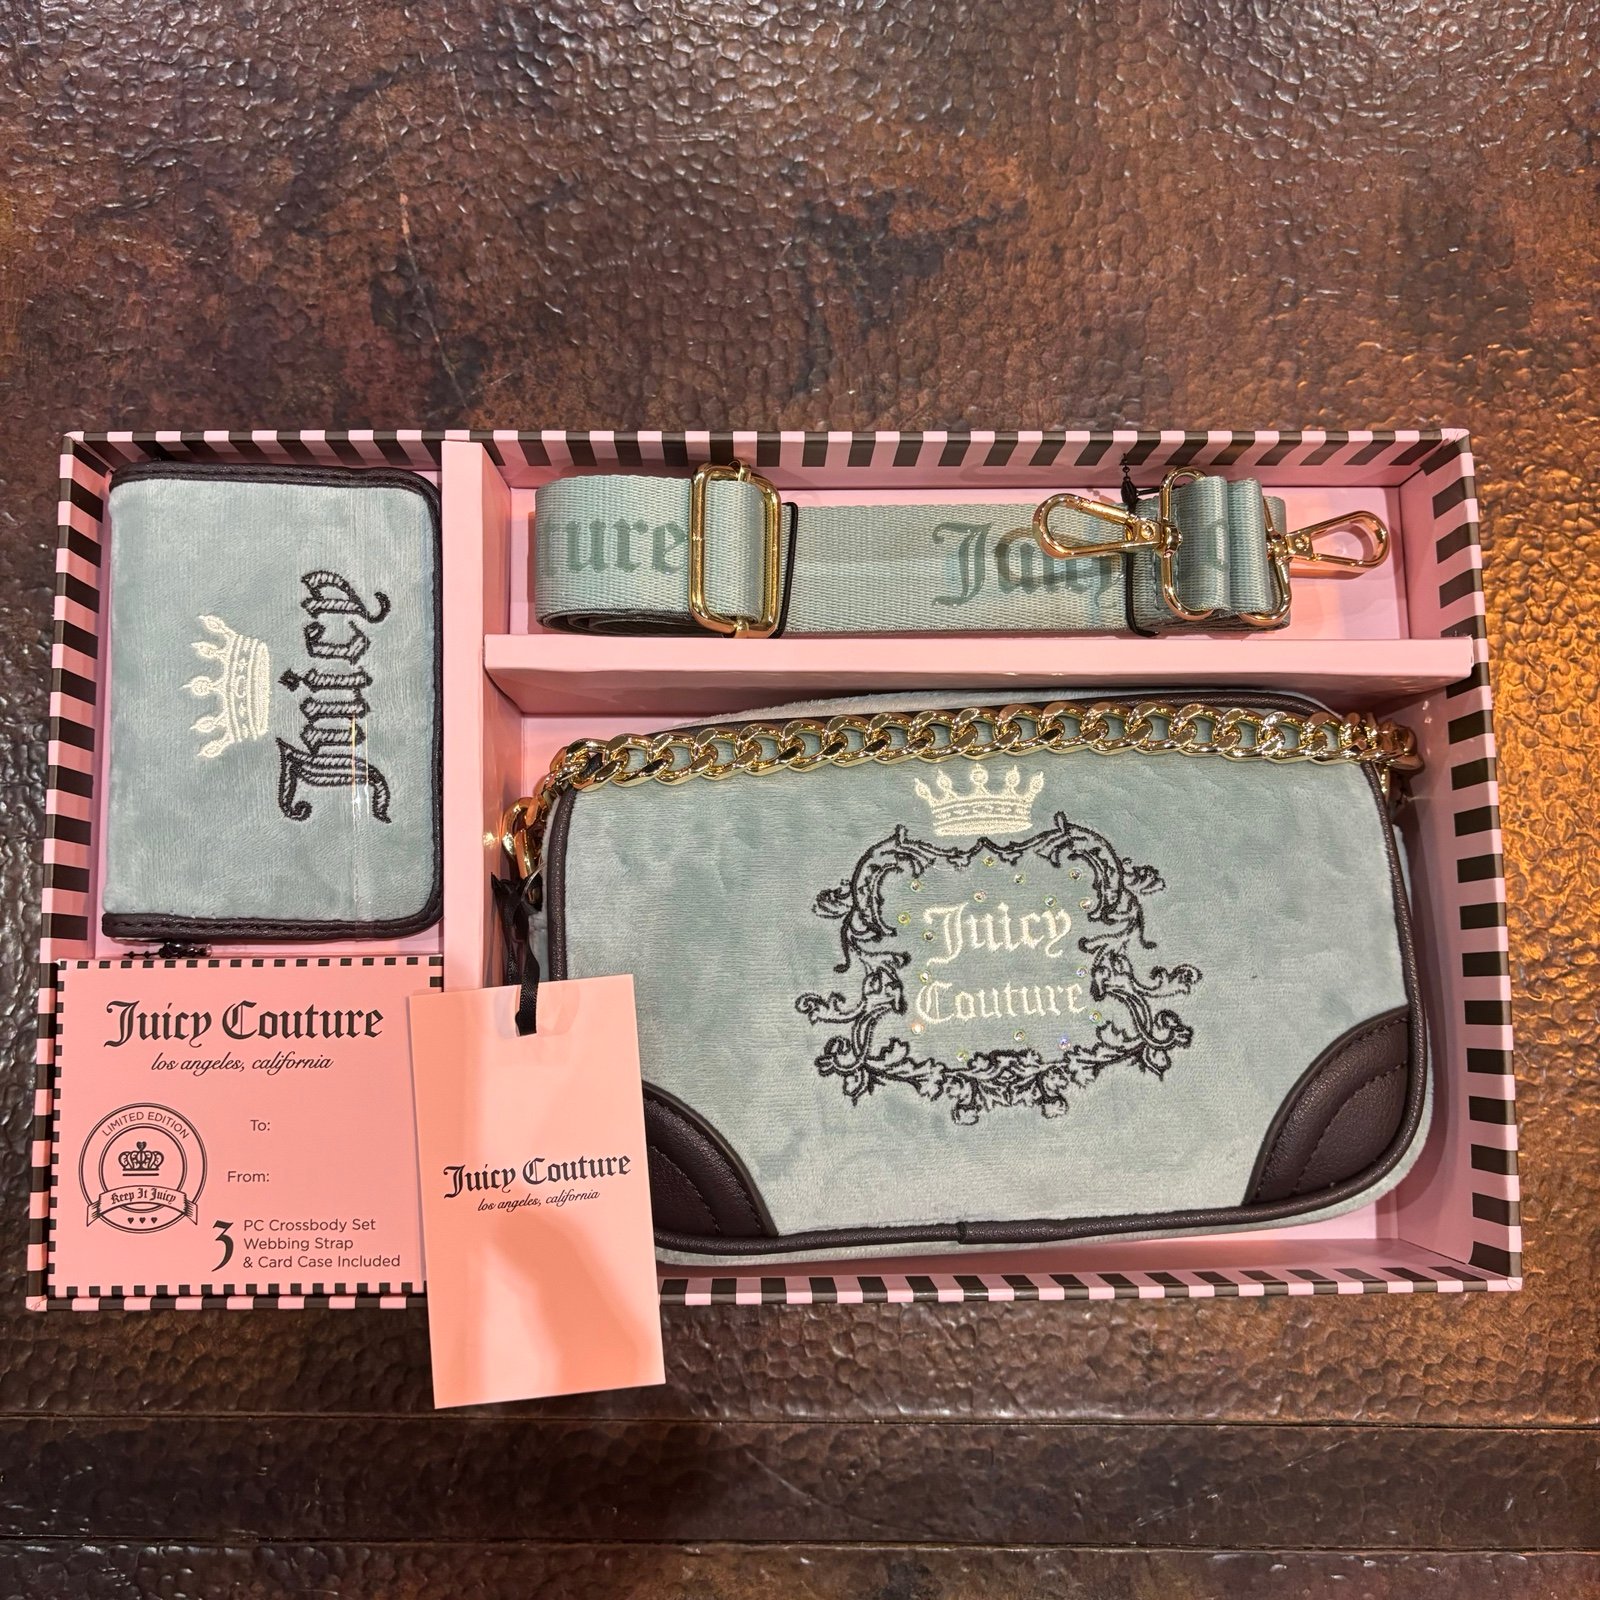 Juicy
ure
Juicy
Juicy
Couture
Juicy Couture
los angeles, california
LIMITED EDITION
Keep It Juicy
To:
From:
3 PC Crossbody Set
Webbing Strap
& Card Case Included
Juicy Couture
los angeles, california